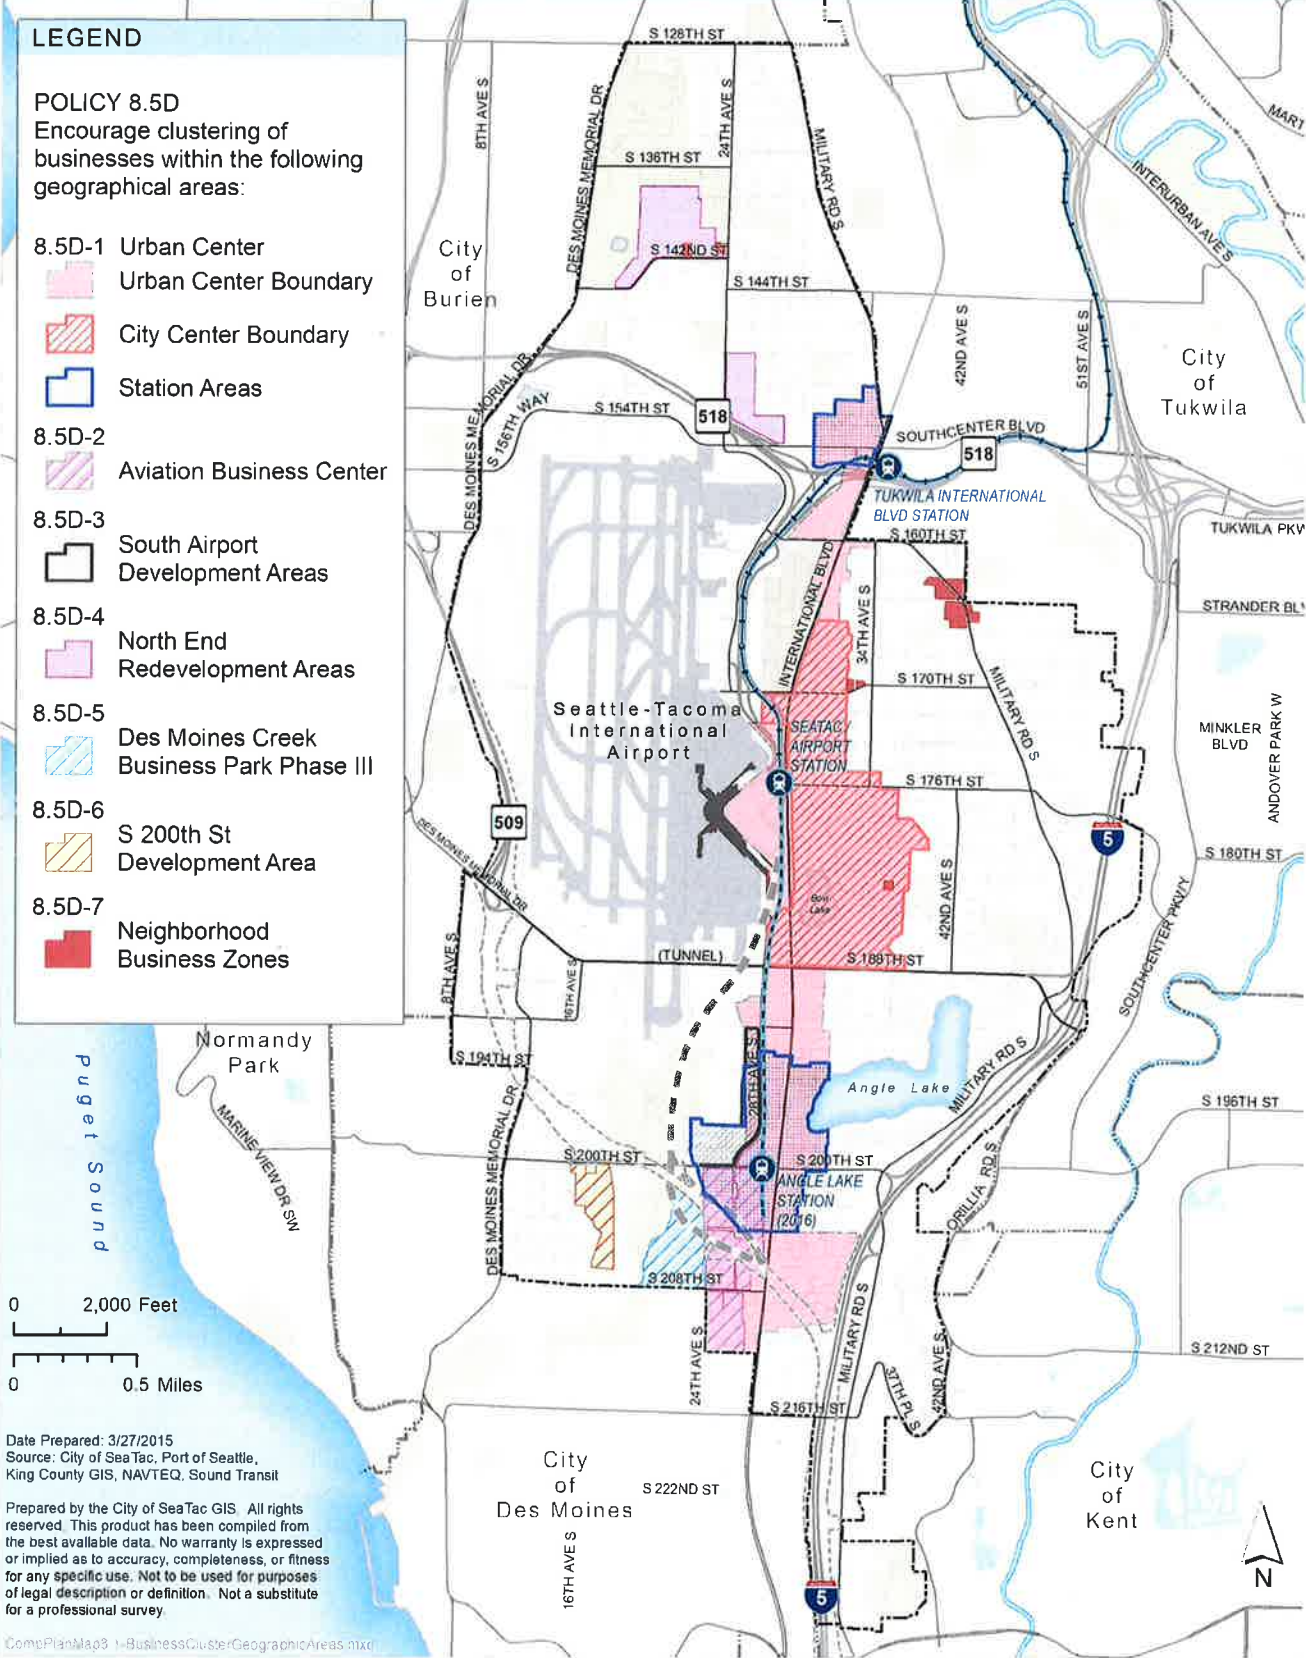 LEGEND
POLICY 8.5D
Encourage clustering of
businesses within the following
geographical areas:
8.5D-1 Urban Center
Urban Center Boundary
City Center Boundary
Station Areas
8.5D-2
Aviation Business Center
8.5D-3
South Airport
Development Areas
8.5D-4
North End
Redevelopment Areas
8.5D-5
Des Moines Creek
Business Park Phase III
8.5D-6
S 200th St
Development Area
8.5D-7
Neighborhood
Business Zones
S 128TH ST
8TH AVE S
DES MOINES MEMORIAL DR
24TH AVE S
MILITARY RD S
S 136TH ST
MART
INTERURBAN AVE S
City
of
Burien
S 142ND ST
S 144TH ST
42ND AVE S
51ST AVE S
City
of
Tukwila
DES MOINES MEMORIAL DR
S 156TH WAY
S 154TH ST
518
SOUTHCENTER BLVD
518
TUKWILA INTERNATIONAL
BLVD STATION
TUKWILA PKW
S 160TH ST
INTERNATIONAL BLVD
34TH AVE S
STRANDER BLV
S 170TH ST
MILITARY RD S
Seattle-Tacoma
International
Airport
SEATAC/
AIRPORT
STATION
MINKLER
BLVD
ANDOVER PARK W
S 176TH ST
509
5
DES MOINES MEMORIAL DR
S 180TH ST
Bow
Lake
42ND AVE S
SOUTHCENTER PKWY
8TH AVE S
16TH AVE S
(TUNNEL)
S 188TH ST
Normandy
Park
S 194TH ST
28TH AVE S
Angle Lake
MILITARY RD S
S 196TH ST
Puget Sound
MARINE VIEW DR SW
DES MOINES MEMORIAL DR
S 200TH ST
S 200TH ST
ANGLE LAKE
STATION
(2016)
ORILLIA RD S
S 208TH ST
0 2,000 Feet
0 0.5 Miles
24TH AVE S
MILITARY RD S
37TH PL S
42ND AVE S
S 212ND ST
S 216TH ST
Date Prepared: 3/27/2015
Source: City of SeaTac, Port of Seattle,
King County GIS, NAVTEQ, Sound Transit
City
of
Des Moines
S 222ND ST
16TH AVE S
City
of
Kent
Prepared by the City of SeaTac GIS. All rights
reserved. This product has been compiled from
the best available data. No warranty is expressed
or implied as to accuracy, completeness, or fitness
for any specific use. Not to be used for purposes
of legal description or definition. Not a substitute
for a professional survey.
5
N